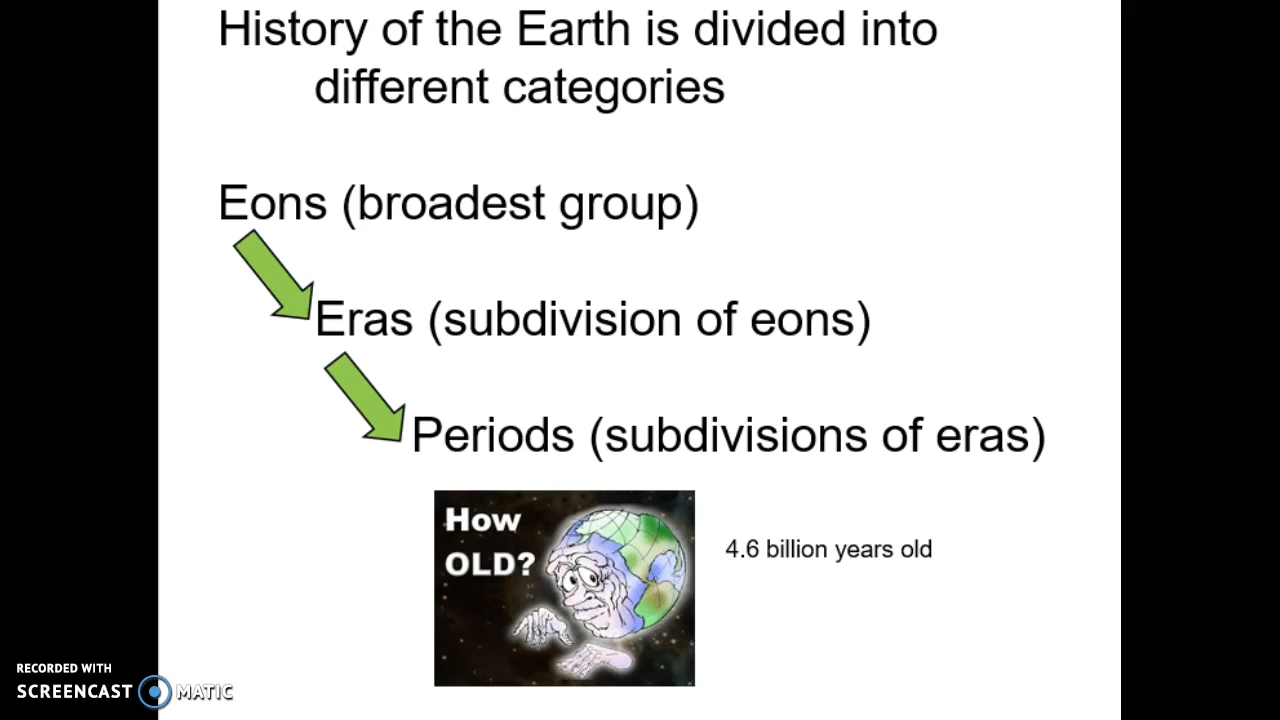 History of the Earth is divided into
different categories
Eons (broadest group)
Eras (subdivision of eons)
Periods (subdivisions of eras)
How
OLD?
4.6 billion years old
RECORDED WITH
SCREENCAST MATIC